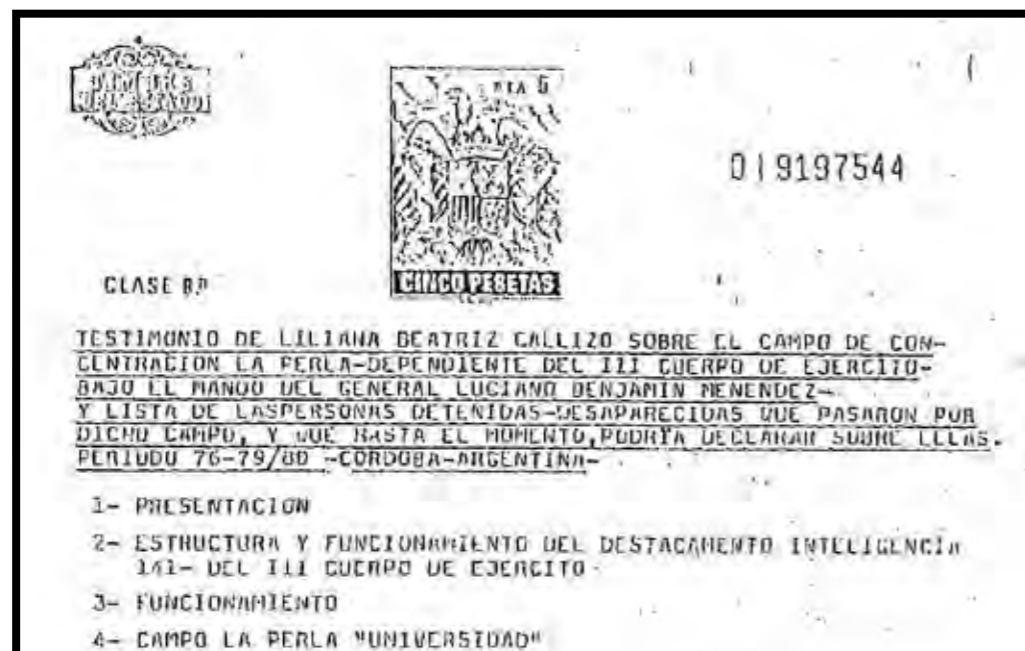 PTA 5
0I9197544
CINCO PESETAS
CLASE 8ª
TESTIMONIO DE LILIANA BEATRIZ CALLIZO SOBRE EL CAMPO DE CON-
CENTRACION LA PERLA-DEPENDIENTE DEL III CUERPO DE EJERCITO-
BAJO EL MANDO DEL GENERAL LUCIANO BENJAMIN MENENDEZ-
Y LISTA DE LASPERSONAS DETENIDAS-DESAPARECIDAS QUE PASARON POR
DICHO CAMPO, Y QUE HASTA EL MOMENTO,PODRIA DECLARAR SOBRE ELLAS.
PERIODO 76-79/80 -CORDOBA-ARGENTINA-
1- PRESENTACION
2- ESTRUCTURA Y FUNCIONAMIENTO DEL DESTACAMENTO INTELIGENCIA
141- DEL III CUERPO DE EJERCITO-
3- FUNCIONAMIENTO
4- CAMPO LA PERLA "UNIVERSIDAD"